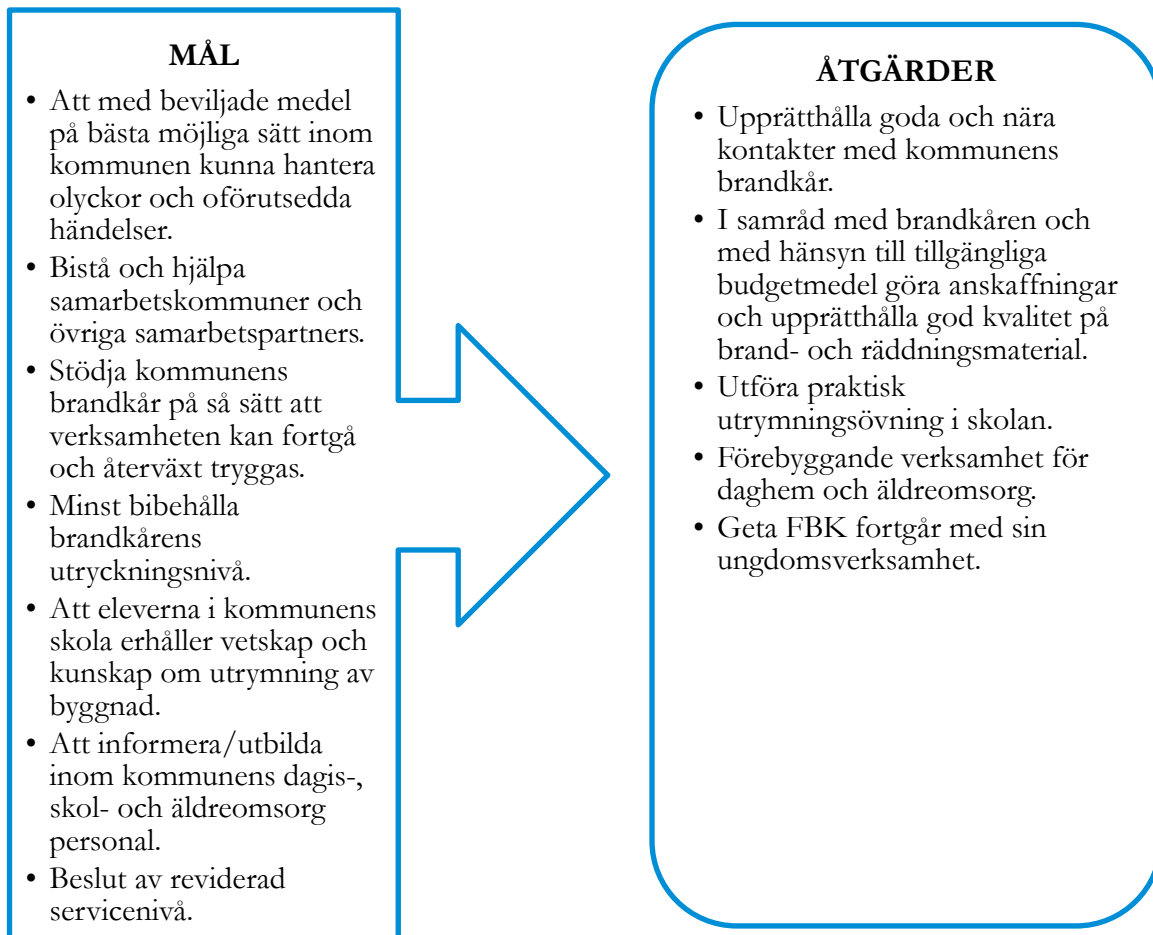 MÅL
• Att med beviljade medel
på bästa möjliga sätt inom
kommunen kunna hantera
olyckor och oförutsedda
händelser.
• Bistå och hjälpa
samarbetskommuner och
övriga samarbetspartners.
• Stödja kommunens
brandkår på så sätt att
verksamheten kan fortgå
och återväxt tryggas.
• Minst bibehålla
brandkårens
utryckningsnivå.
• Att eleverna i kommunens
skola erhåller vetskap och
kunskap om utrymning av
byggnad.
• Att informera/utbilda
inom kommunens dagis-,
skol- och äldreomsorg
personal.
• Beslut av reviderad
servicenivå.
ÅTGÄRDER
• Upprätthålla goda och nära
kontakter med kommunens
brandkår.
• I samråd med brandkåren och
med hänsyn till tillgängliga
budgetmedel göra anskaffningar
och upprätthålla god kvalitet på
brand- och räddningsmaterial.
• Utföra praktisk
utrymningsövning i skolan.
• Förebyggande verksamhet för
daghem och äldreomsorg.
• Geta FBK fortgår med sin
ungdomsverksamhet.